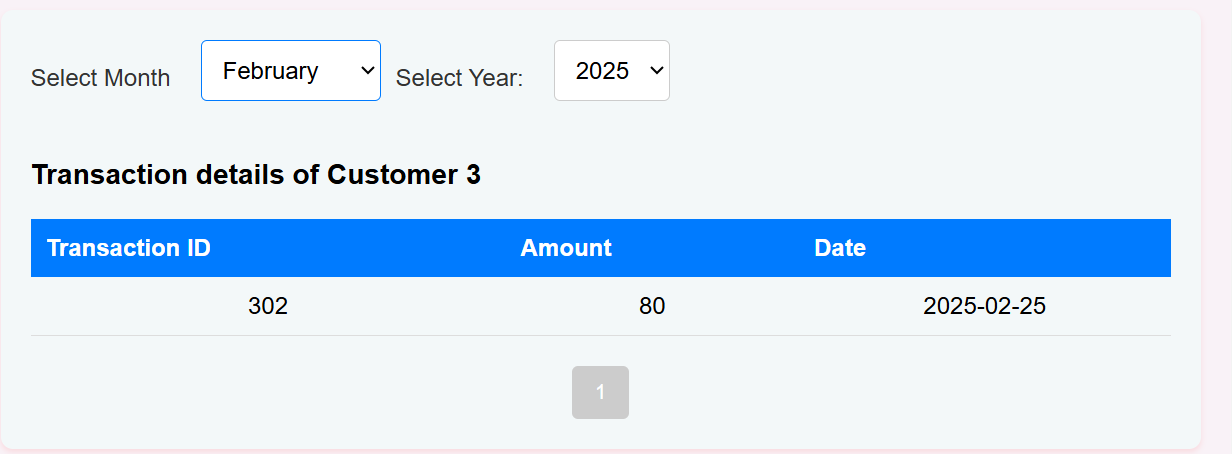 Select Month February Select Year: 2025
Transaction details of Customer 3
Transaction ID Amount Date
302 80 2025-02-25
1